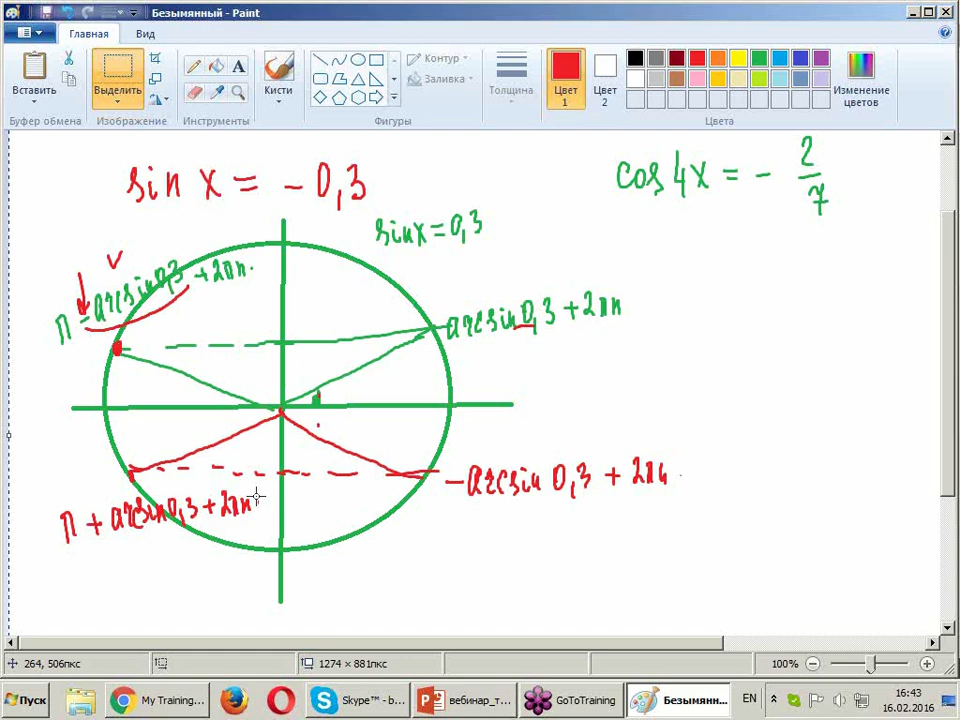 Безымянный - Paint
Главная Вид
Вставить Выделить Кисти Контур Заливка Толщина Цвет 1 Цвет 2 Изменение цветов
Буфер обмена Изображение Инструменты Фигуры Цвета
sin x = - 0,3
cos 4x = - 2/7
sin x = 0,3
π - arcsin 0,3 + 2πn.
arcsin 0,3 + 2πn
- arcsin 0,3 + 2πn
π + arcsin 0,3 + 2πn
264, 506пкс 1274 × 881пкс 100%
Пуск My Training... Skype™ - b... вебинар_т... GoToTraining Безымянн... EN 16:43
16.02.2016